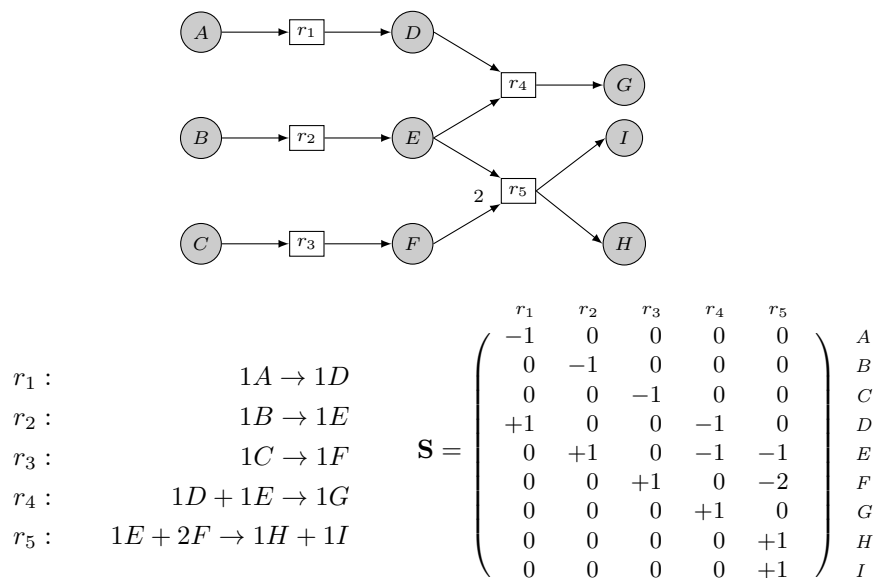 A r₁ D
r₄ G
B r₂ E I
2 r₅
C r₃ F H
r₁ r₂ r₃ r₄ r₅
−1 0 0 0 0 A
0 −1 0 0 0 B
r₁ : 1A → 1D
0 0 −1 0 0 C
r₂ : 1B → 1E
+1 0 0 −1 0 D
r₃ : 1C → 1F
S = 0 +1 0 −1 −1 E
0 0 +1 0 −2 F
r₄ : 1D + 1E → 1G
0 0 0 +1 0 G
r₅ : 1E + 2F → 1H + 1I
0 0 0 0 +1 H
0 0 0 0 +1 I